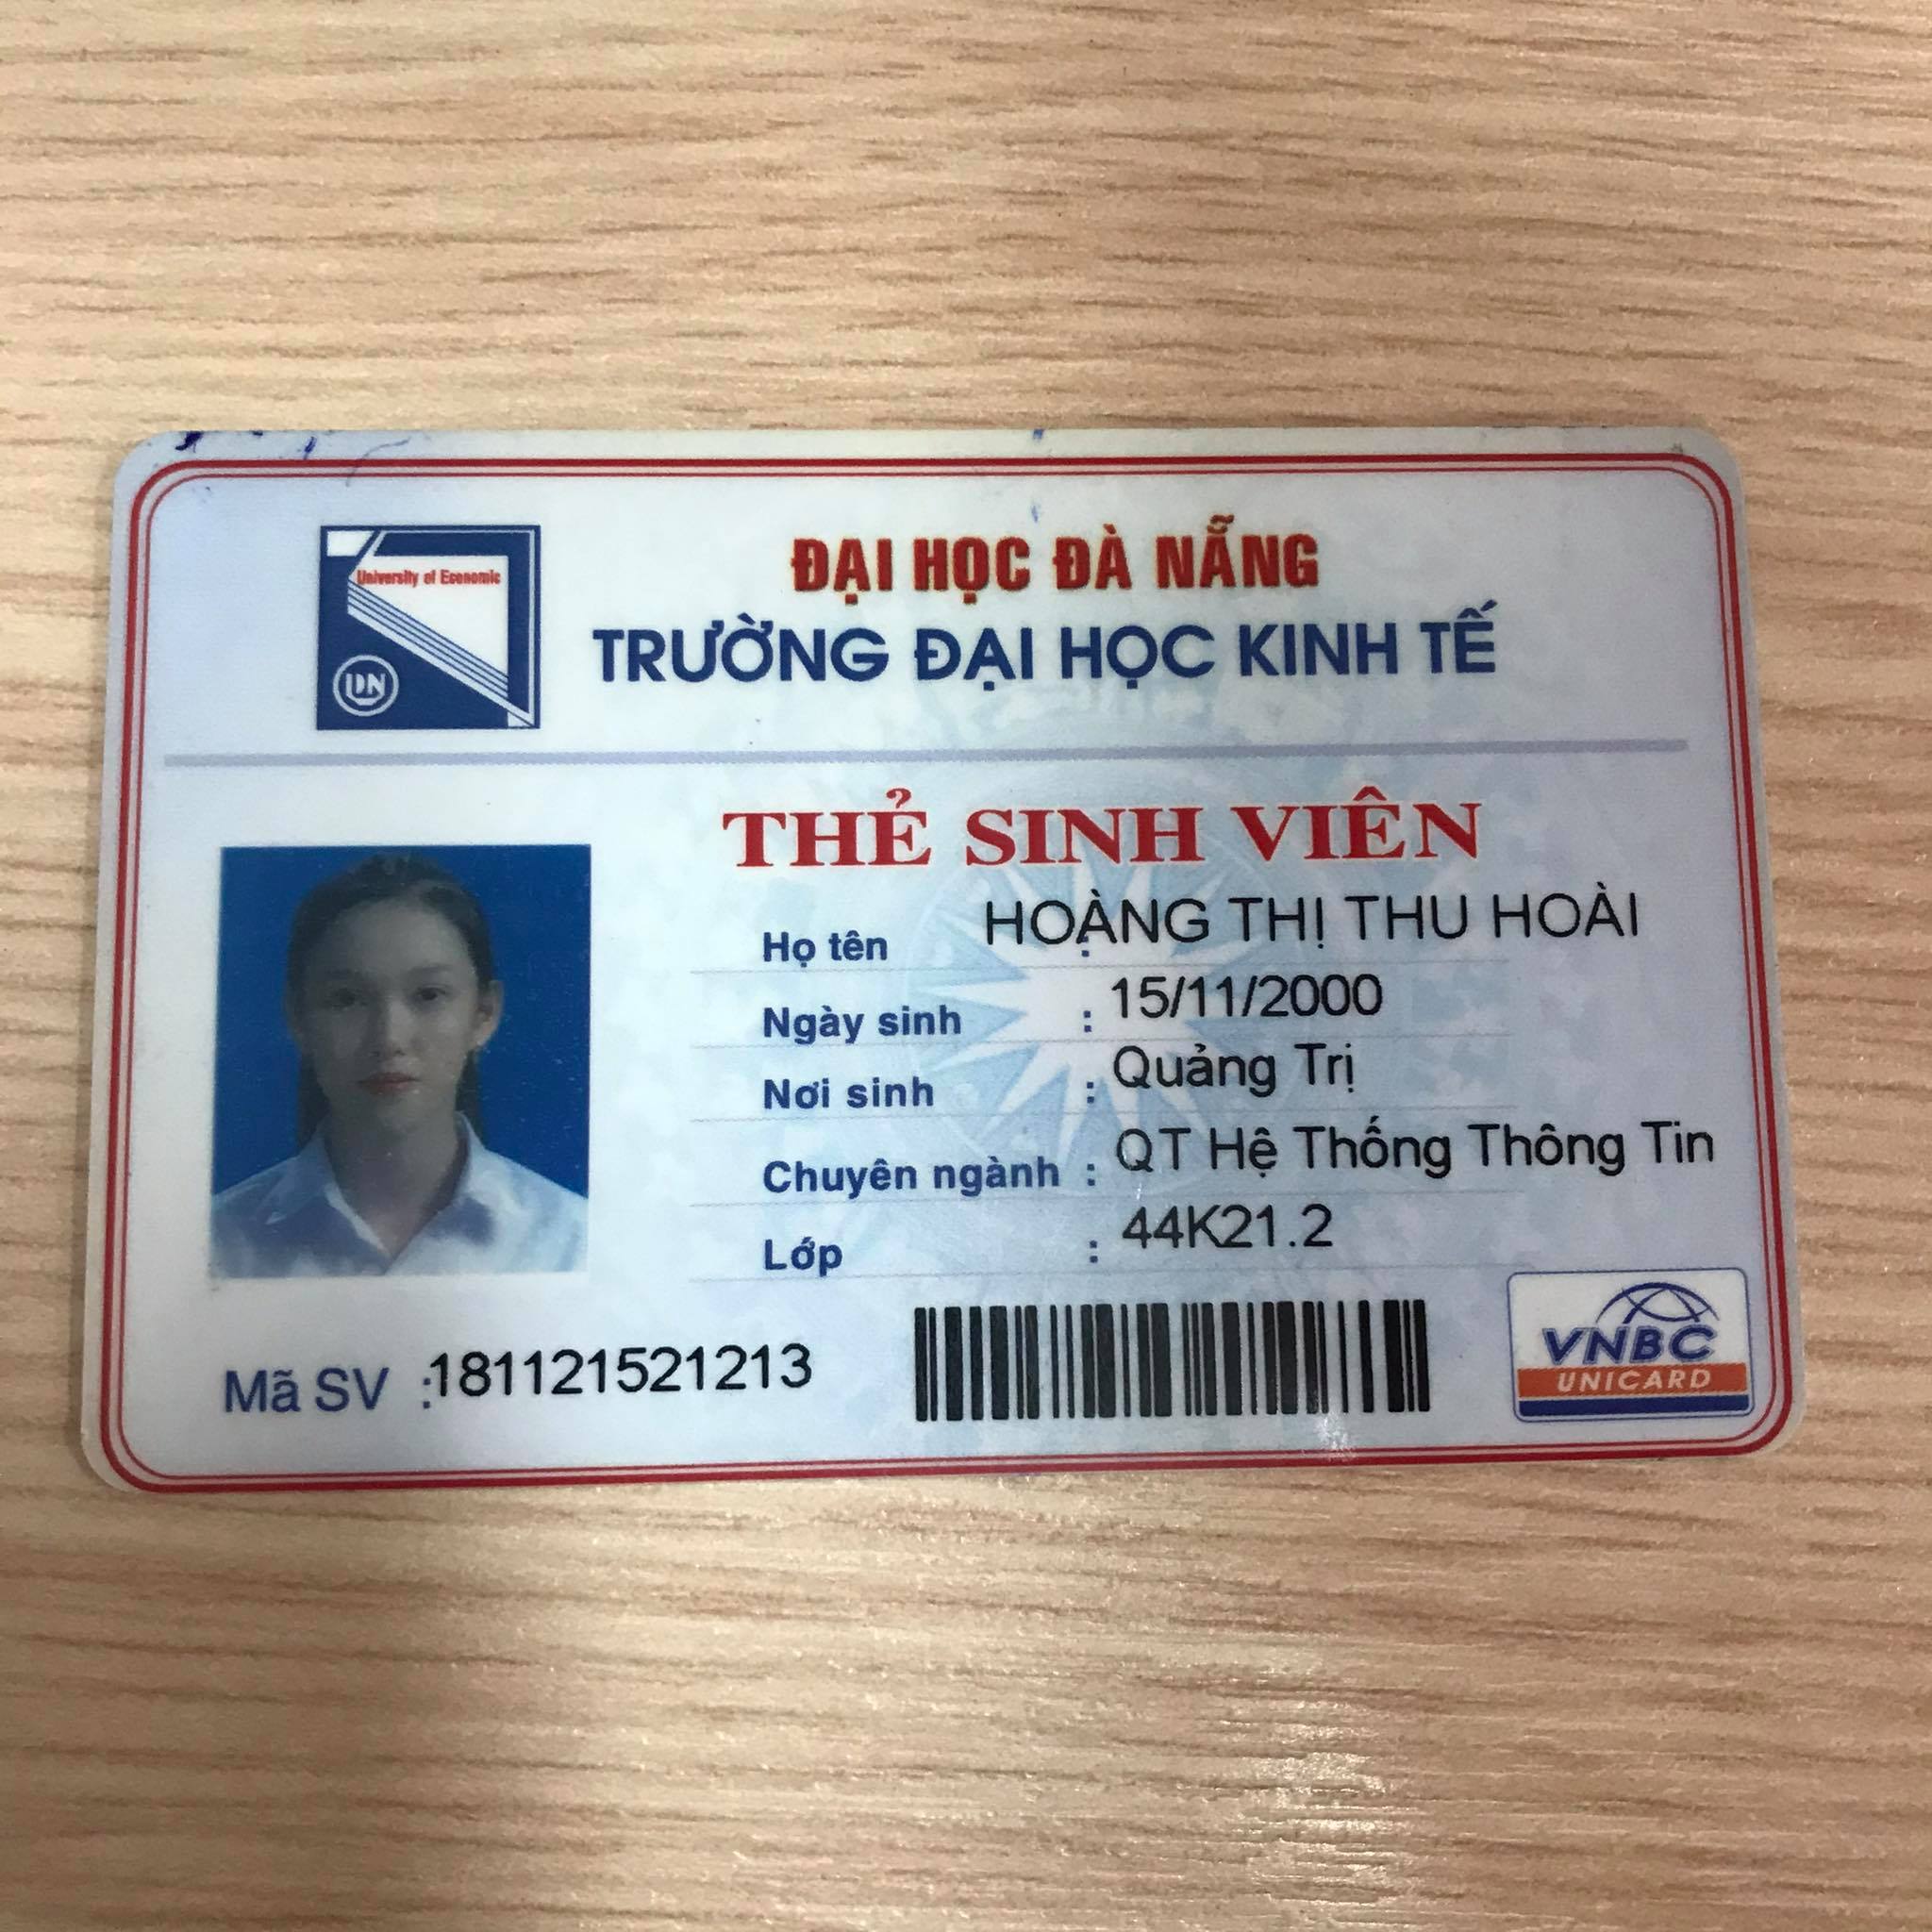 University of Economic
ĐẠI HỌC ĐÀ NẴNG
TRƯỜNG ĐẠI HỌC KINH TẾ
THẺ SINH VIÊN
Họ tên : HOÀNG THỊ THU HOÀI
Ngày sinh : 15/11/2000
Nơi sinh : Quảng Trị
Chuyên ngành : QT Hệ Thống Thông Tin
Lớp : 44K21.2
Mã SV : 181121521213
VNBC
UNICARD